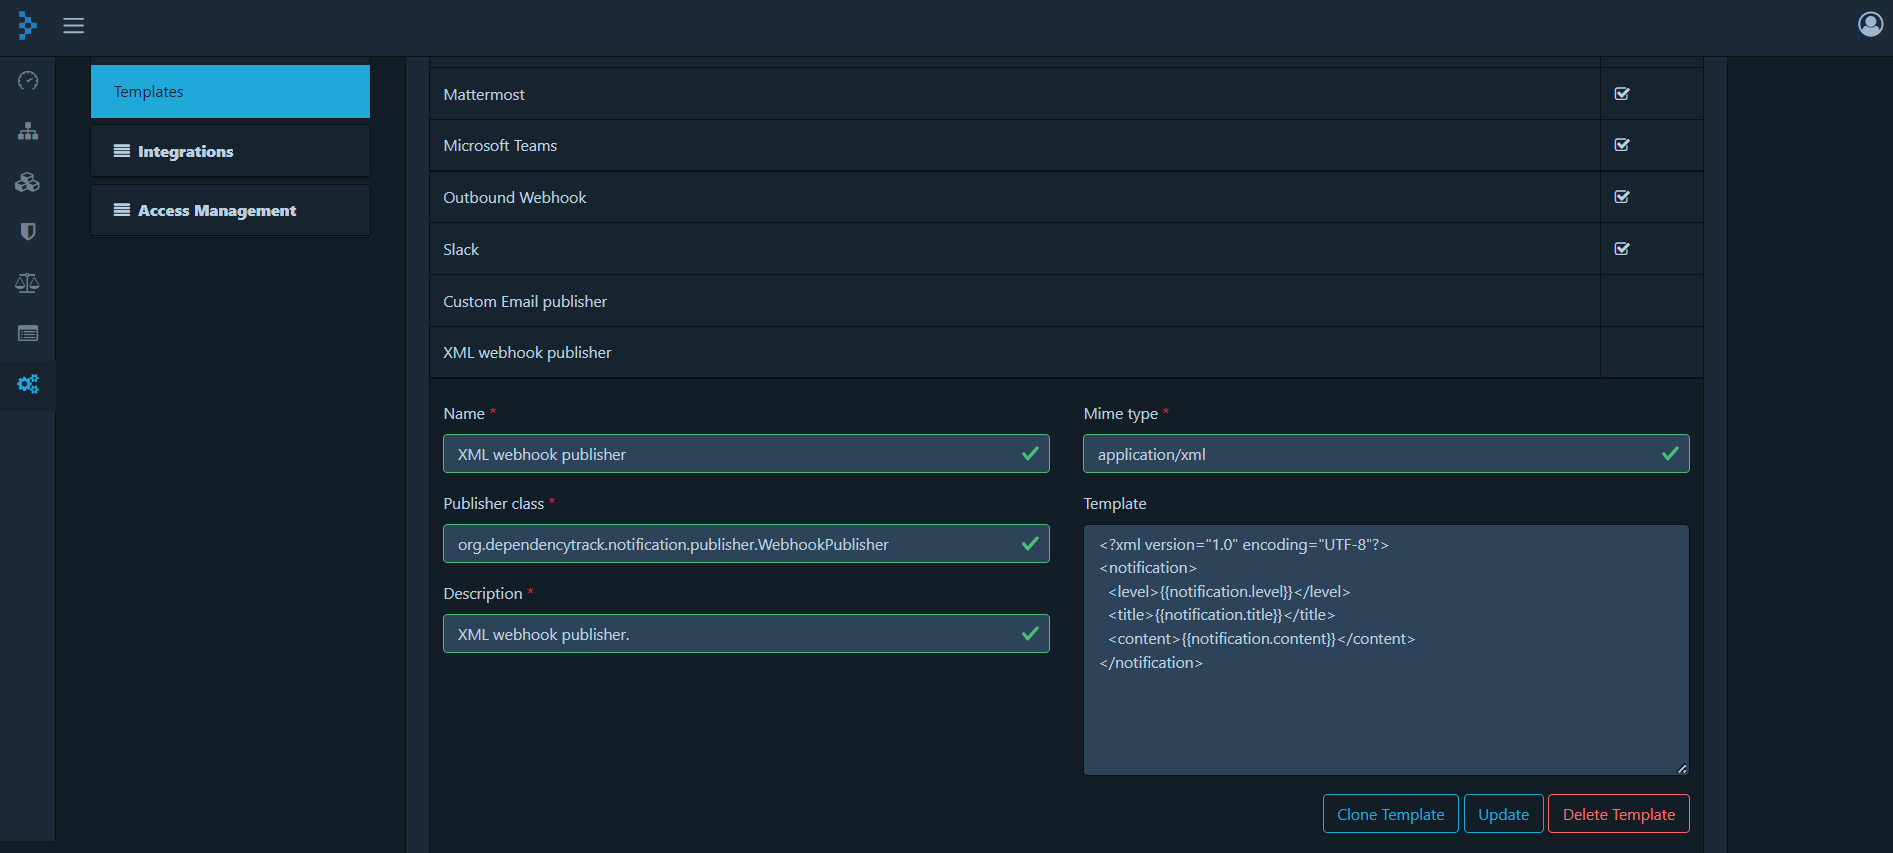 Templates
Integrations
Access Management
Mattermost
Microsoft Teams
Outbound Webhook
Slack
Custom Email publisher
XML webhook publisher
Name *
XML webhook publisher
Publisher class *
org.dependencytrack.notification.publisher.WebhookPublisher
Description *
XML webhook publisher.
Mime type *
application/xml
Template
<?xml version="1.0" encoding="UTF-8"?>
<notification>
  <level>{{notification.level}}</level>
  <title>{{notification.title}}</title>
  <content>{{notification.content}}</content>
</notification>
Clone Template
Update
Delete Template